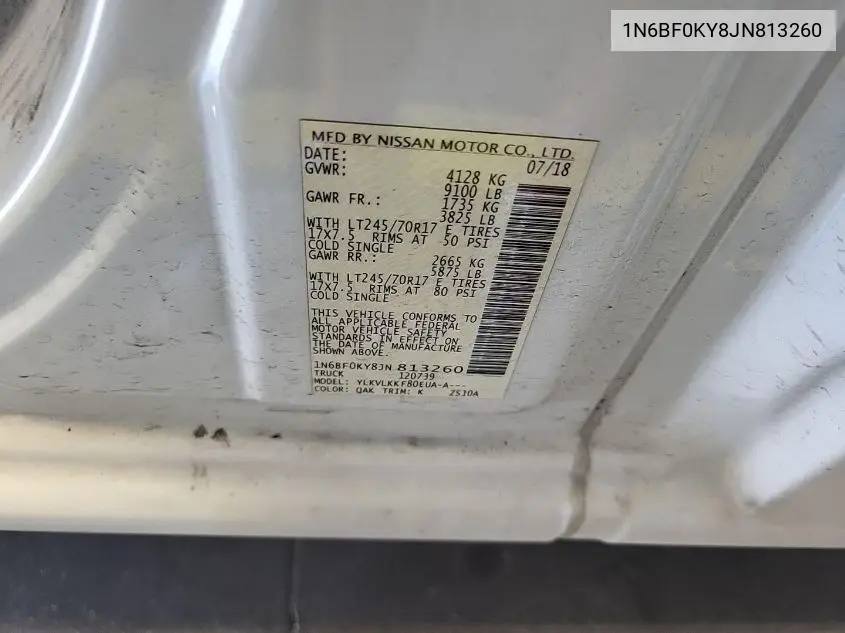 1N6BF0KY8JN813260
MFD BY NISSAN MOTOR CO., LTD.
DATE: 07/18
GVWR: 4128 KG
9100 LB
GAWR FR.: 1735 KG
3825 LB
WITH LT245/70R17 E TIRES
17X7.5 RIMS AT 50 PSI
COLD SINGLE
GAWR RR.: 2665 KG
5875 LB
WITH LT245/70R17 E TIRES
17X7.5 RIMS AT 80 PSI
COLD SINGLE
THIS VEHICLE CONFORMS TO
ALL APPLICABLE FEDERAL
MOTOR VEHICLE SAFETY
STANDARDS IN EFFECT ON
THE DATE OF MANUFACTURE
SHOWN ABOVE.
1N6BF0KY8JN 813260
TRUCK 120739
MODEL: YLKVLKKF80EUA-A---
COLOR: QAK TRIM: K ZS10A